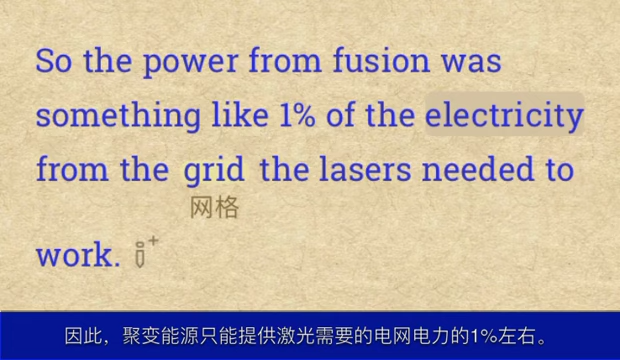 So the power from fusion was
something like 1% of the electricity
from the grid the lasers needed to
网格
work.
因此，聚变能源只能提供激光需要的电网电力的1%左右。